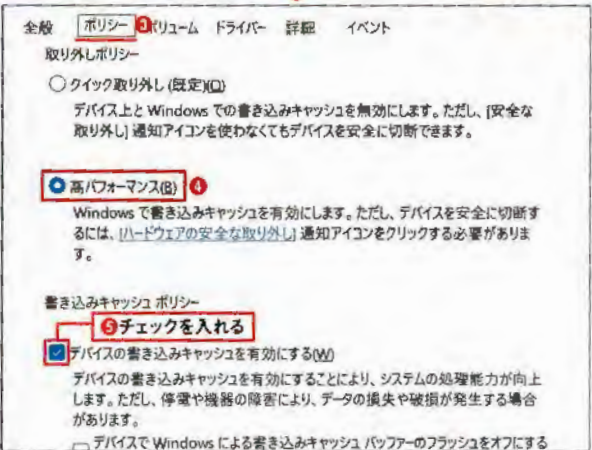 全般 ポリシー ❸ ボリューム ドライバー 詳細 イベント
取り外しポリシー
クイック取り外し (既定)(Q)
デバイス上と Windows での書き込みキャッシュを無効にします。ただし、[安全な
取り外し] 通知アイコンを使わなくてもデバイスを安全に切断できます。
高パフォーマンス(B) ❹
Windows で書き込みキャッシュを有効にします。ただし、デバイスを安全に切断す
るには、[ハードウェアの安全な取り外し] 通知アイコンをクリックする必要がありま
す。
書き込みキャッシュ ポリシー
❺チェックを入れる
デバイスの書き込みキャッシュを有効にする(W)
デバイスの書き込みキャッシュを有効にすることにより、システムの処理能力が向上
します。ただし、停電や機器の障害により、データの損失や破損が発生する場合
があります。
デバイスで Windows による書き込みキャッシュ バッファーのフラッシュをオフにする